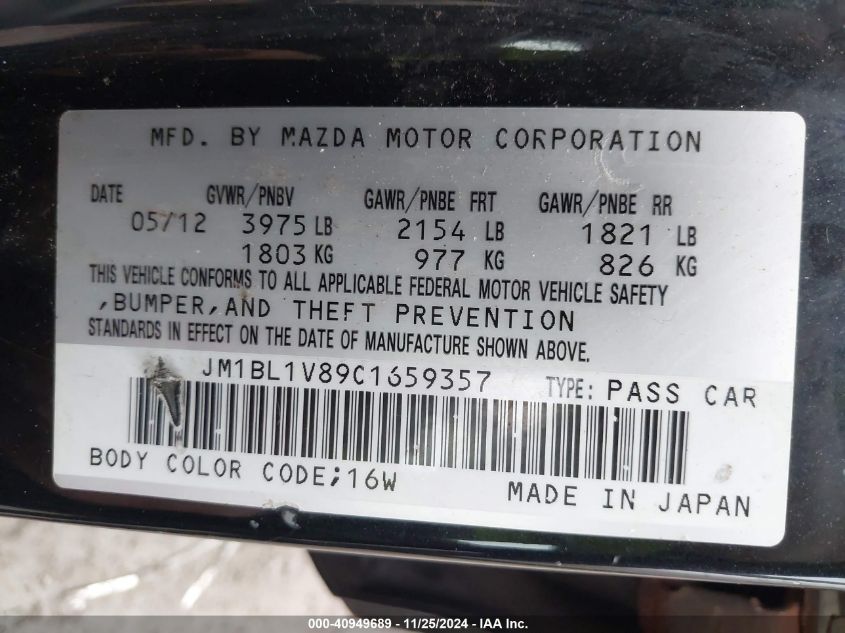 MFD. BY MAZDA MOTOR CORPORATION
DATE GVWR/PNBV GAWR/PNBE FRT GAWR/PNBE RR
05/12 3975 LB 2154 LB 1821 LB
1803 KG 977 KG 826 KG
THIS VEHICLE CONFORMS TO ALL APPLICABLE FEDERAL MOTOR VEHICLE SAFETY
,BUMPER,AND THEFT PREVENTION
STANDARDS IN EFFECT ON THE DATE OF MANUFACTURE SHOWN ABOVE.
JM1BL1V89C1659357 TYPE: PASS CAR
BODY COLOR CODE;16W
MADE IN JAPAN
000-40949689 - 11/25/2024 - IAA Inc.